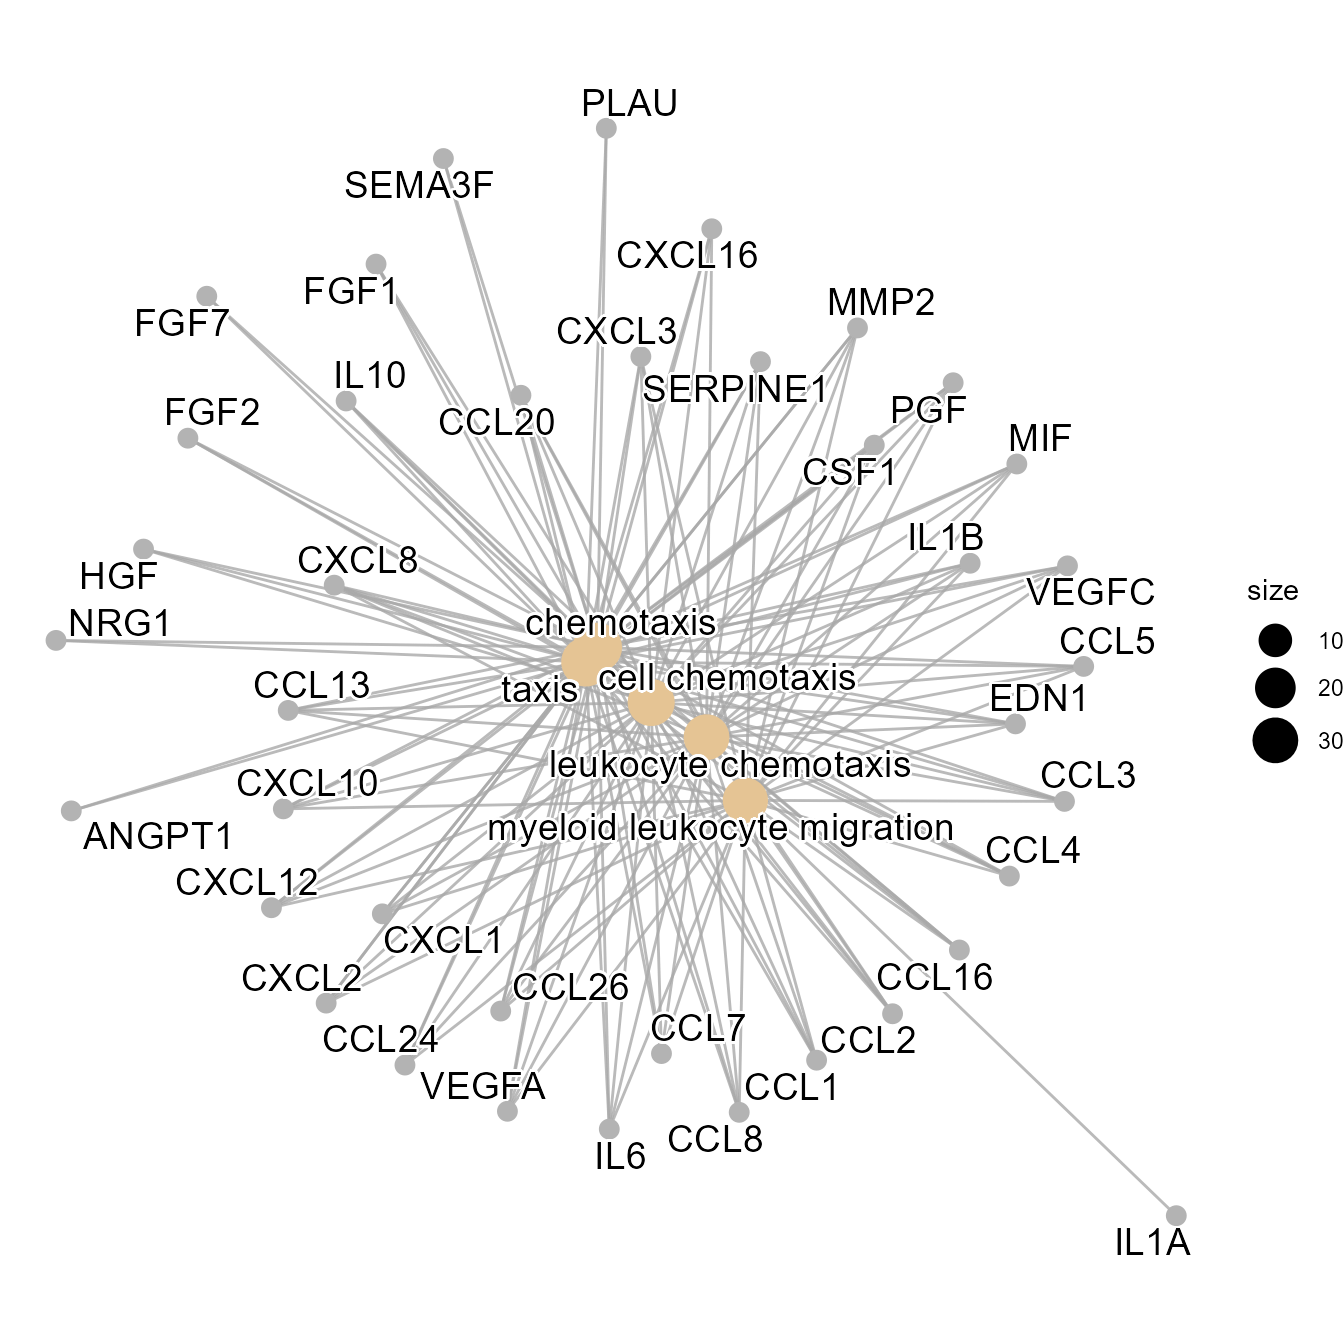 PLAU
SEMA3F
CXCL16
FGF1
FGF7
MMP2
CXCL3
IL10
SERPINE1
FGF2
CCL20
PGF
MIF
CSF1
IL1B
CXCL8
HGF
VEGFC
NRG1
chemotaxis
CCL5
cell chemotaxis
CCL13
taxis
EDN1
leukocyte chemotaxis
CCL3
CXCL10
myeloid leukocyte migration
ANGPT1
CCL4
CXCL12
CXCL1
CXCL2
CCL16
CCL26
CCL7
CCL24
CCL2
VEGFA
CCL1
CCL8
IL6
IL1A
size
10
20
30